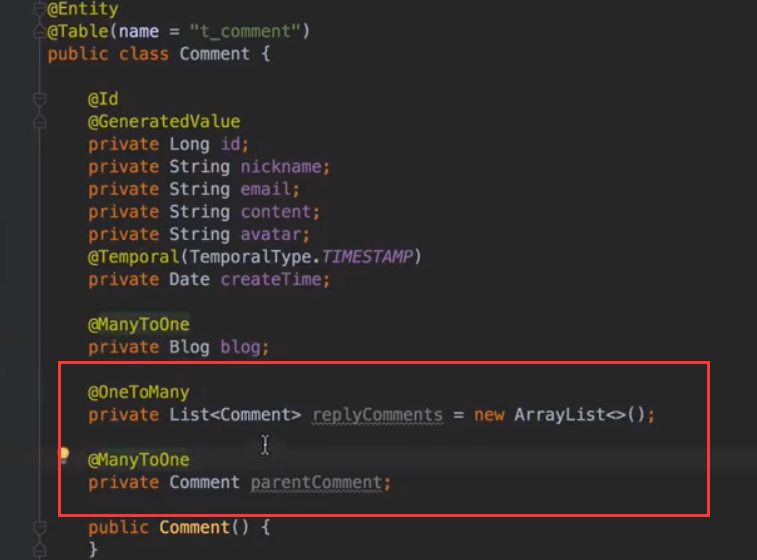 @Entity
@Table(name = "t_comment")
public class Comment {
@Id
@GeneratedValue
private Long id;
private String nickname;
private String email;
private String content;
private String avatar;
@Temporal(TemporalType.TIMESTAMP)
private Date createTime;
@ManyToOne
private Blog blog;
@OneToMany
private List<Comment> replyComments = new ArrayList<>();
@ManyToOne
private Comment parentComment;
public Comment() {
}